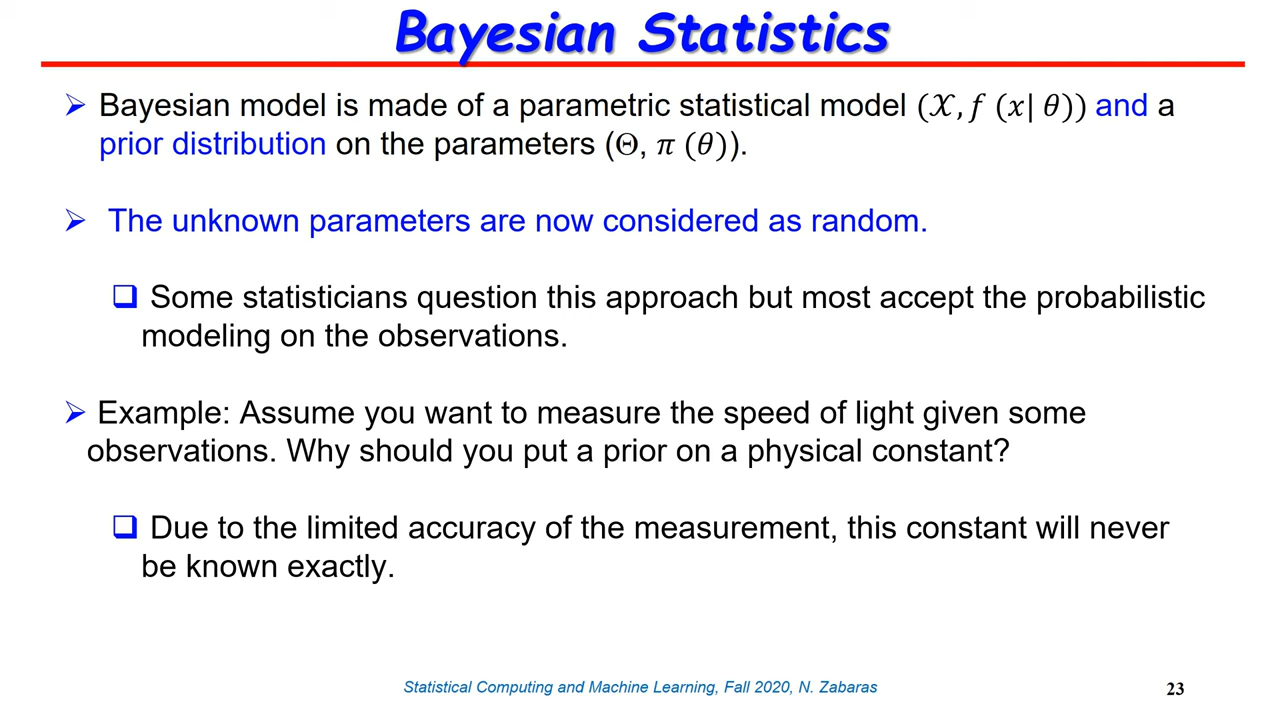 Bayesian Statistics
➢ Bayesian model is made of a parametric statistical model (𝒳, f (x| θ)) and a
prior distribution on the parameters (Θ, π (θ)).
➢ The unknown parameters are now considered as random.
❑ Some statisticians question this approach but most accept the probabilistic
modeling on the observations.
➢ Example: Assume you want to measure the speed of light given some
observations. Why should you put a prior on a physical constant?
❑ Due to the limited accuracy of the measurement, this constant will never
be known exactly.
Statistical Computing and Machine Learning, Fall 2020, N. Zabaras
23